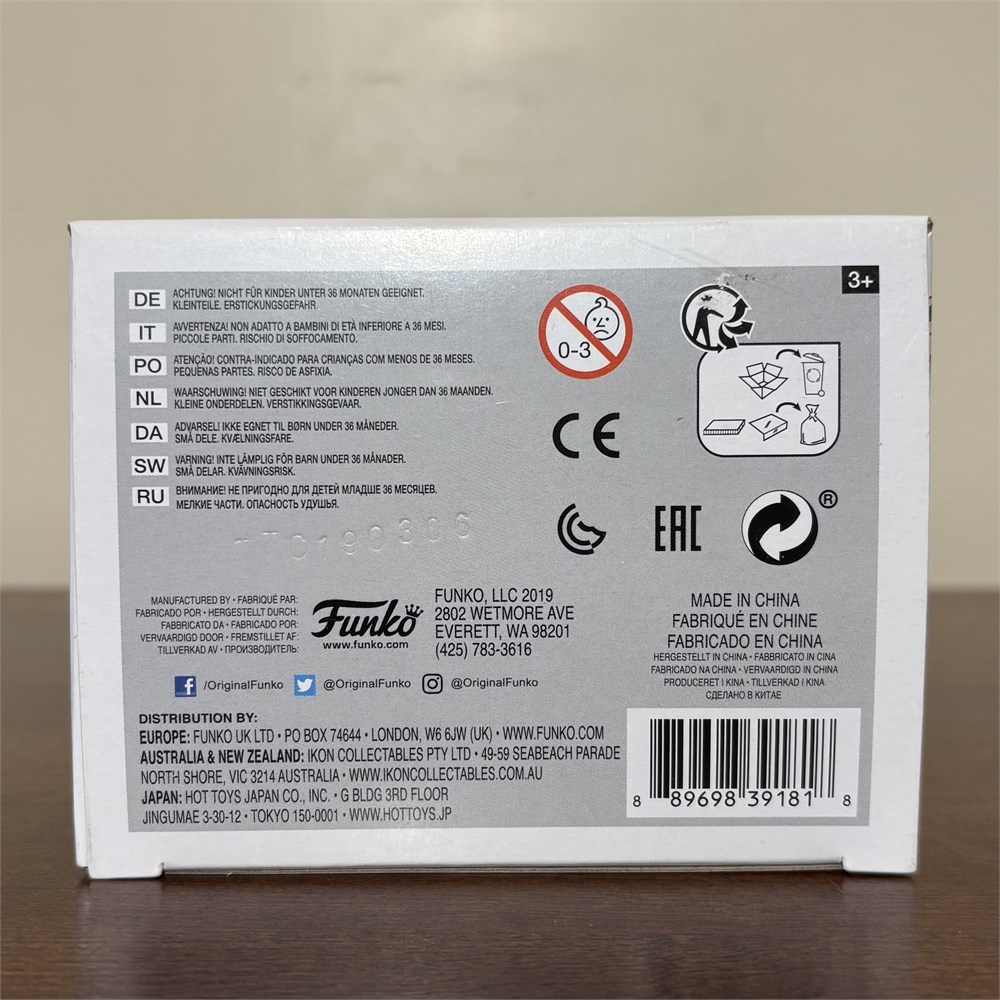 3+
DE ACHTUNG! NICHT FÜR KINDER UNTER 36 MONATEN GEEIGNET.
KLEINTEILE. ERSTICKUNGSGEFAHR.
IT AVVERTENZA! NON ADATTO A BAMBINI DI ETÀ INFERIORE A 36 MESI.
PICCOLE PARTI. RISCHIO DI SOFFOCAMENTO.
PO ATENÇÃO! CONTRA-INDICADO PARA CRIANÇAS COM MENOS DE 36 MESES.
PEQUENAS PARTES. RISCO DE ASFIXIA.
NL WAARSCHUWING! NIET GESCHIKT VOOR KINDEREN JONGER DAN 36 MAANDEN.
KLEINE ONDERDELEN. VERSTIKKINGSGEVAAR.
DA ADVARSEL! IKKE EGNET TIL BØRN UNDER 36 MÅNEDER.
SMÅ DELE. KVÆLNINGSFARE.
SW VARNING! INTE LÄMPLIG FÖR BARN UNDER 36 MÅNADER.
SMÅ DELAR. KVÄVNINGSRISK.
RU ВНИМАНИЕ! НЕ ПРИГОДНО ДЛЯ ДЕТЕЙ МЛАДШЕ 36 МЕСЯЦЕВ.
МЕЛКИЕ ЧАСТИ. ОПАСНОСТЬ УДУШЬЯ.
0-3
CE
EAC
®
MANUFACTURED BY • FABRIQUÉ PAR:
FABRICADO POR • HERGESTELLT DURCH:
FABBRICATO DA • FABRICADO POR:
VERVAARDIGD DOOR • FREMSTILLET AF:
TILLVERKAD AV • ПРОИЗВОДИТЕЛЬ:
Funko
www.funko.com
FUNKO, LLC 2019
2802 WETMORE AVE
EVERETT, WA 98201
(425) 783-3616
MADE IN CHINA
FABRIQUÉ EN CHINE
FABRICADO EN CHINA
HERGESTELLT IN CHINA • FABBRICATO IN CINA
FABRICADO NA CHINA • VERVAARDIGD IN CHINA
PRODUCERET I KINA • TILLVERKAD I KINA
СДЕЛАНО В КИТАЕ
/OriginalFunko @OriginalFunko @OriginalFunko
DISTRIBUTION BY:
EUROPE: FUNKO UK LTD • PO BOX 74644 • LONDON, W6 6JW (UK) • WWW.FUNKO.COM
AUSTRALIA & NEW ZEALAND: IKON COLLECTABLES PTY LTD • 49-59 SEABEACH PARADE
NORTH SHORE, VIC 3214 AUSTRALIA • WWW.IKONCOLLECTABLES.COM.AU
JAPAN: HOT TOYS JAPAN CO., INC. • G BLDG 3RD FLOOR
JINGUMAE 3-30-12 • TOKYO 150-0001 • WWW.HOTTOYS.JP
8 89698 39181 8